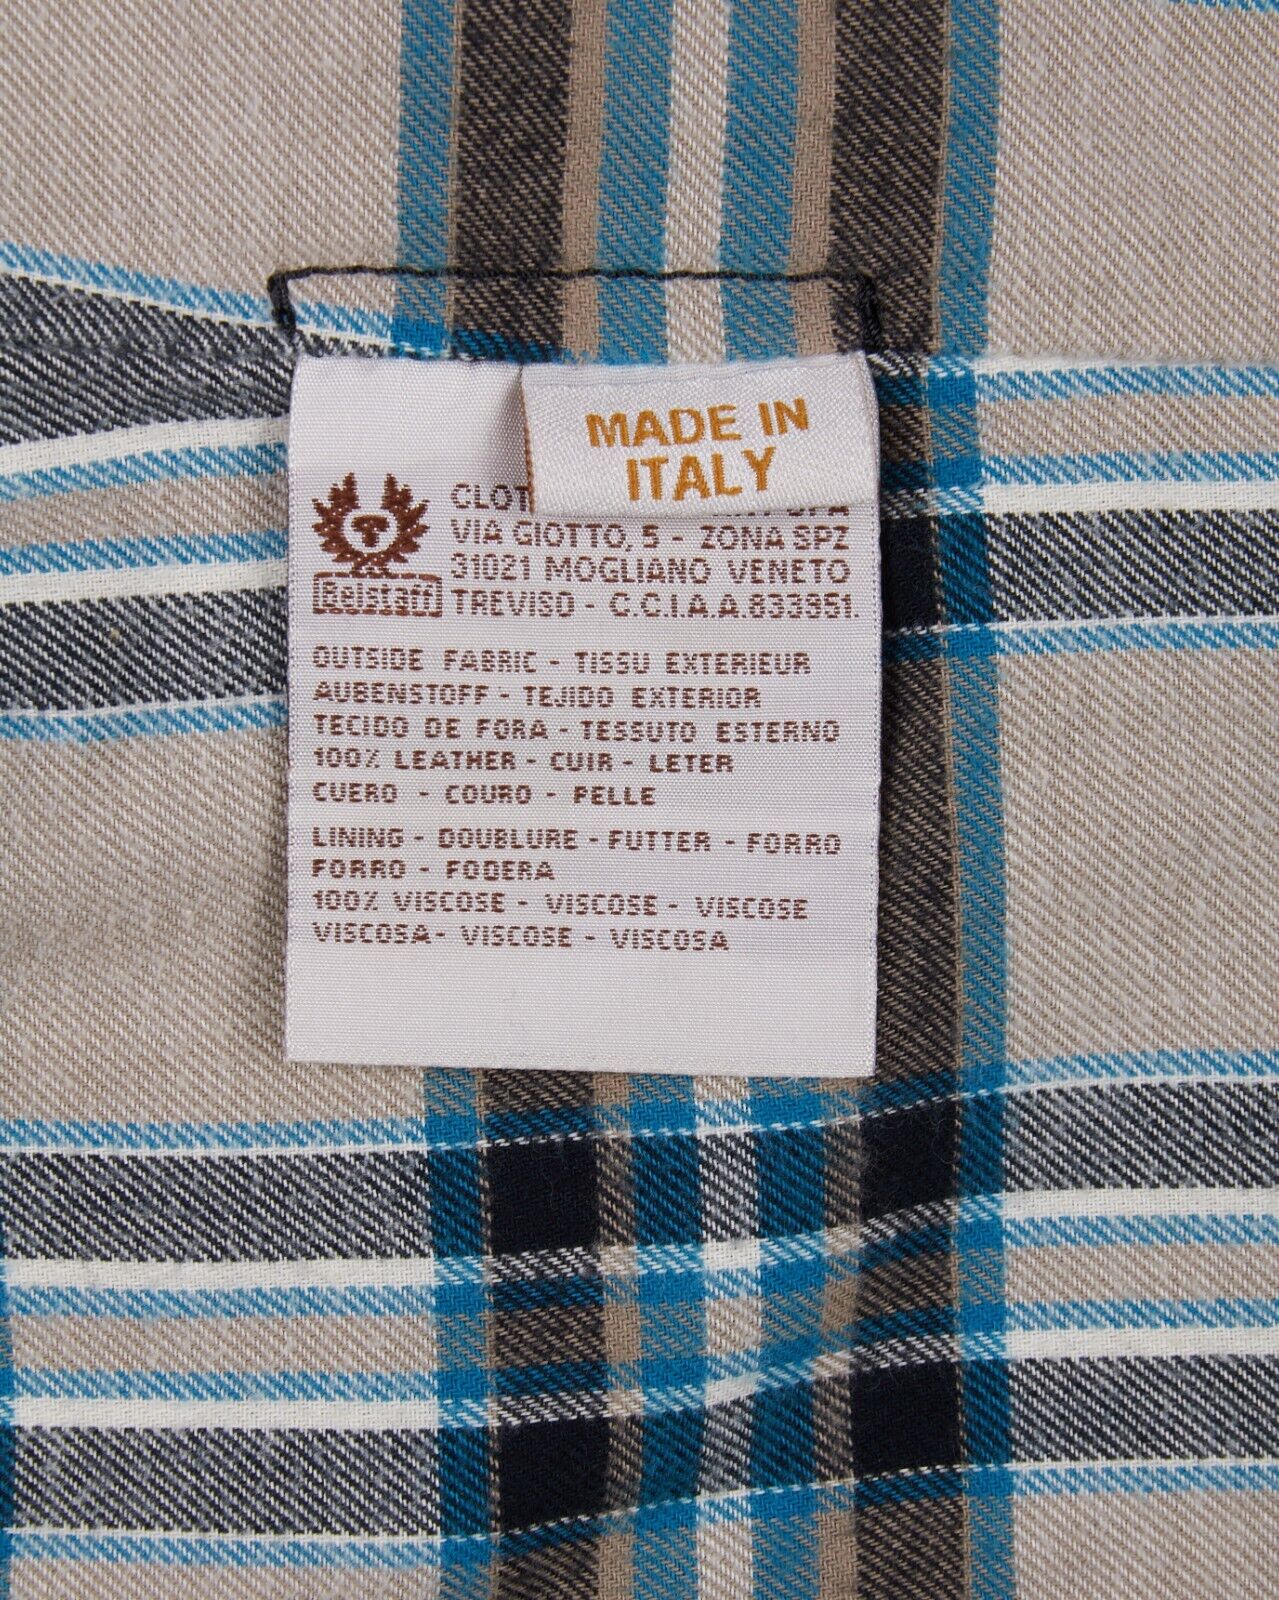 MADE IN
ITALY
Belstaff
VIA GIOTTO, 5 - ZONA SPZ
31021 MOGLIANO VENETO
TREVISO - C.C.I.A.A.833951.
OUTSIDE FABRIC - TISSU EXTERIEUR
AUBENSTOFF - TEJIDO EXTERIOR
TECIDO DE FORA - TESSUTO ESTERNO
100% LEATHER - CUIR - LETER
CUERO - COURO - PELLE
LINING - DOUBLURE - FUTTER - FORRO
FORRO - FODERA
100% VISCOSE - VISCOSE - VISCOSE
VISCOSA- VISCOSE - VISCOSA